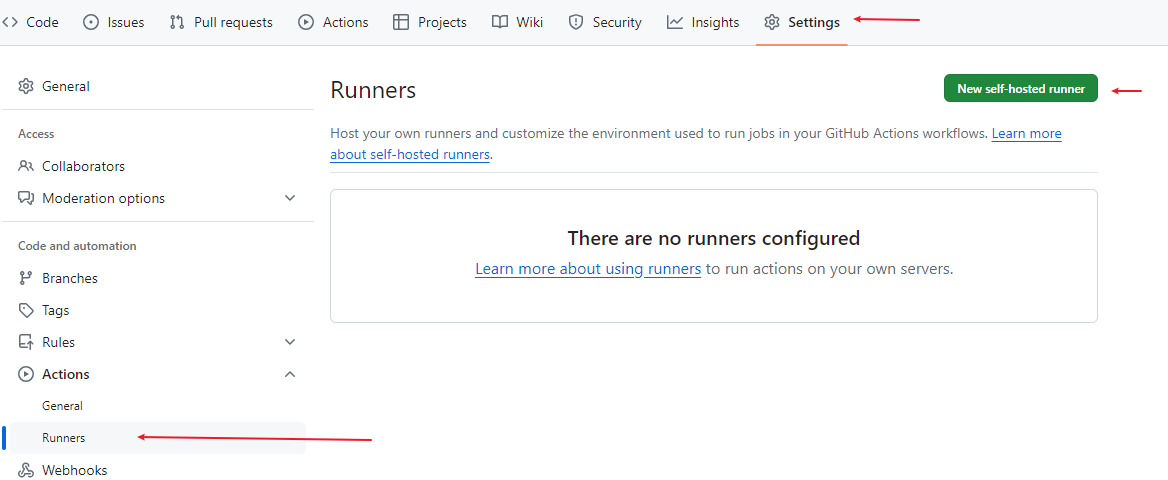 Code Issues Pull requests Actions Projects Wiki Security Insights Settings
General
Access
Collaborators
Moderation options
Code and automation
Branches
Tags
Rules
Actions
General
Runners
Webhooks
Runners
New self-hosted runner
Host your own runners and customize the environment used to run jobs in your GitHub Actions workflows. Learn more
about self-hosted runners.
There are no runners configured
Learn more about using runners to run actions on your own servers.